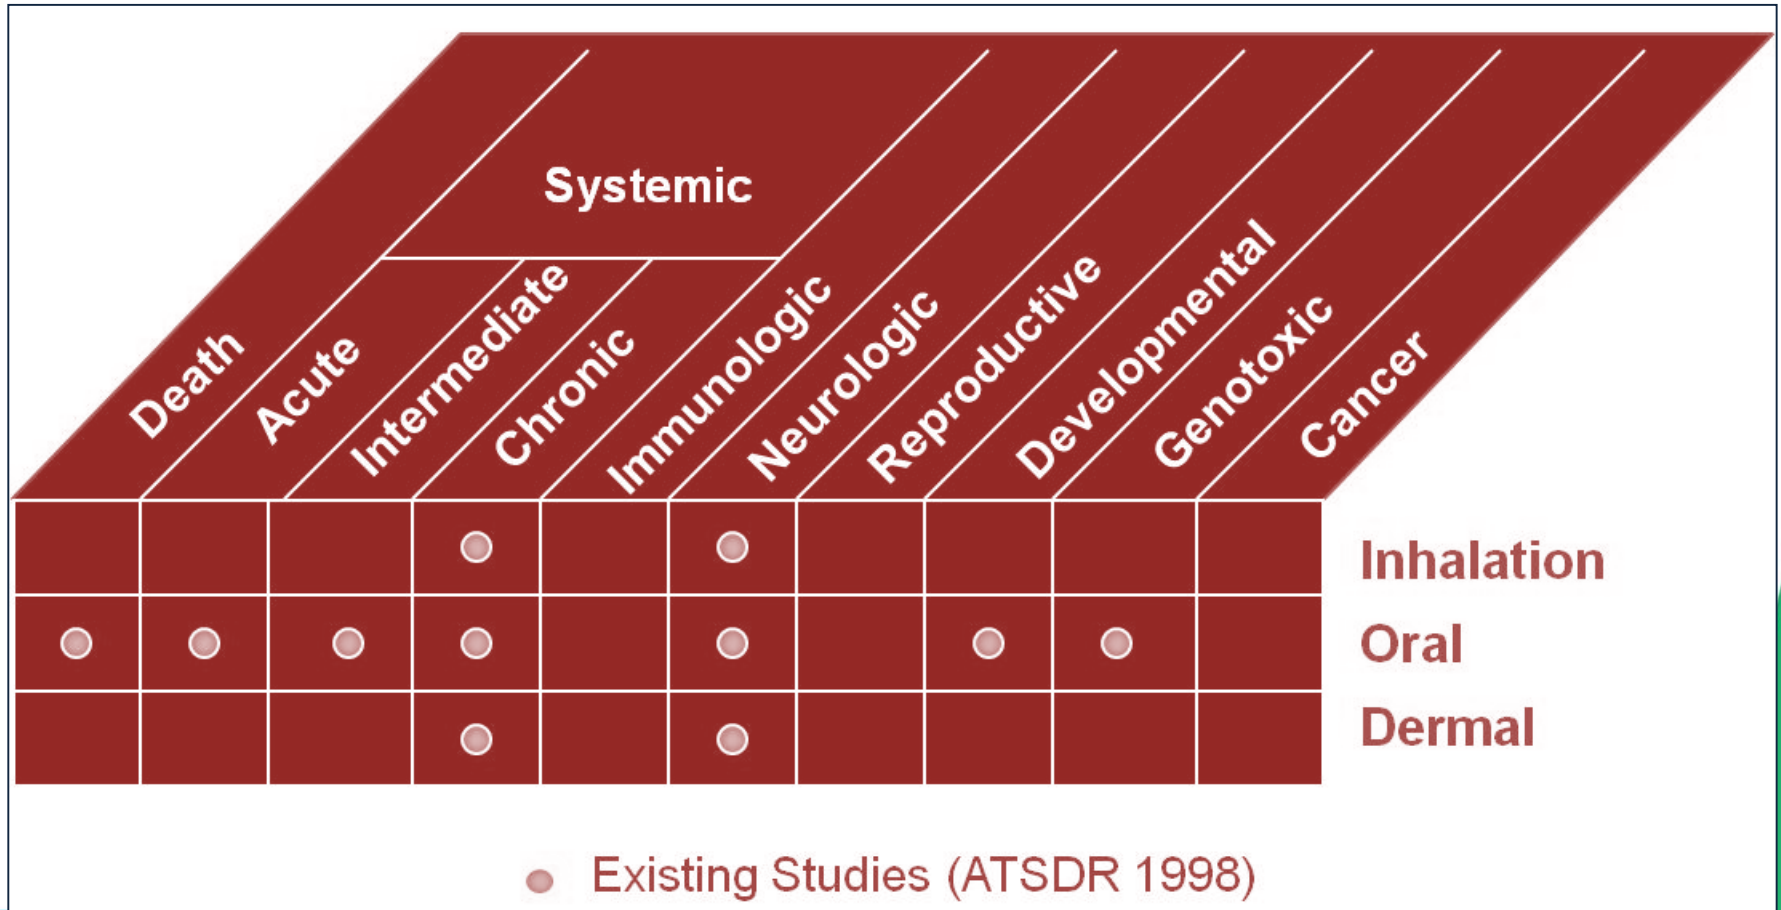 Systemic
Death
Acute
Intermediate
Chronic
Immunologic
Neurologic
Reproductive
Developmental
Genotoxic
Cancer
Inhalation
Oral
Dermal
Existing Studies (ATSDR 1998)